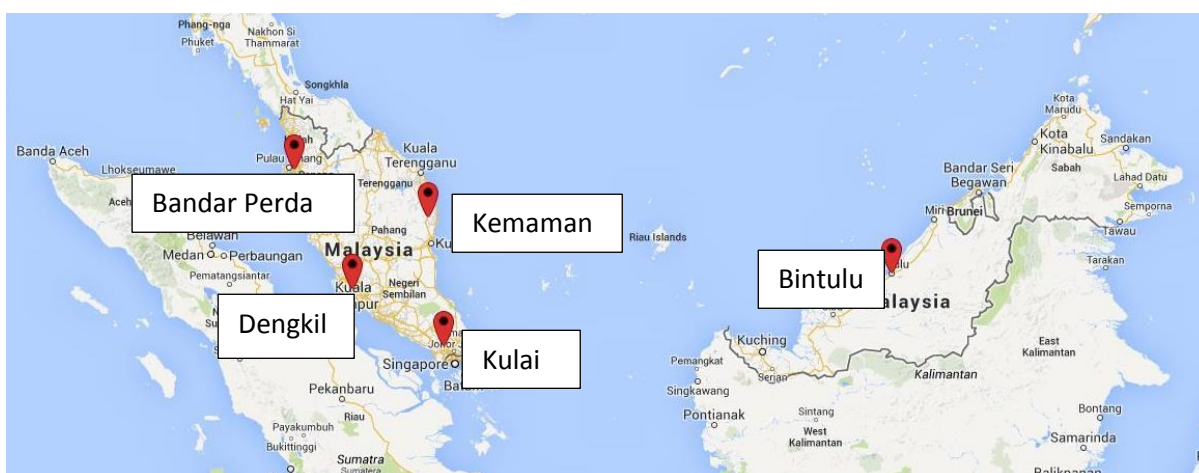 Phang-nga
Phuket
Nakhon Si
Thammarat
Songkhla
Hat Yai
Banda Aceh
Lhokseumawe
Pulau
Kuala
Terengganu
Terengganu
Bandar Perda
Kemaman
Pahang
Malaysia
Belawan
Medan
Perbaungan
Pematangsiantar
Kuala
Negeri
Sembilan
Dengkil
Kulai
Singapore
Pekanbaru
Riau
Payakumbuh
Bukittinggi
Sumatra
Riau Islands
Kota
Marudu
Kota
Kinabalu
Sandakan
Sabah
Lahad Datu
Semporna
Tawau
Tarakan
Bandar Seri
Begawan
Brunei
Miri
Bintulu
alaysia
Kuching
Serian
Pemangkat
Singkawang
Pontianak
Sintang
West
Kalimantan
Kalimantan
East
Kalimantan
Bontang
Samarinda